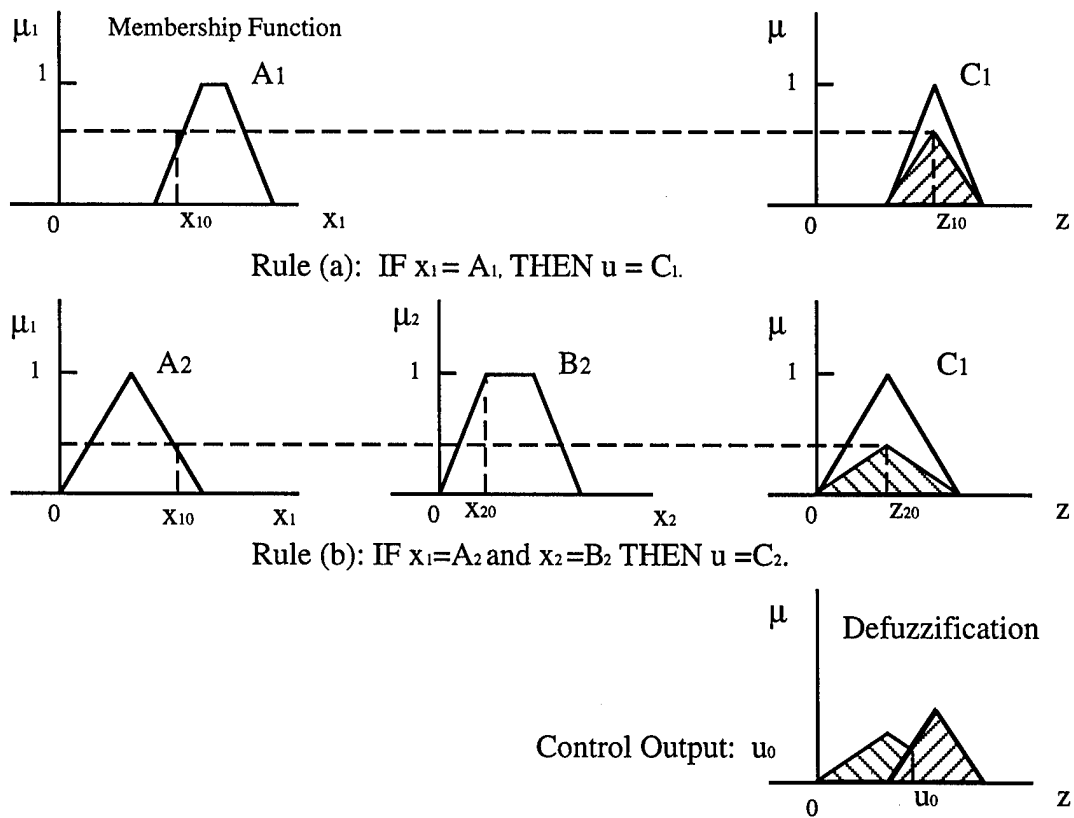 μ1 Membership Function μ
1 A1 1 C1
0 x10 x1 0 z10 z
Rule (a): IF x1 = A1, THEN u = C1.
μ1 μ2 μ
1 A2 1 B2 1 C1
0 x10 x1 0 x20 x2 0 z20 z
Rule (b): IF x1=A2 and x2=B2 THEN u =C2.
μ Defuzzification
Control Output: u0
0 u0 z